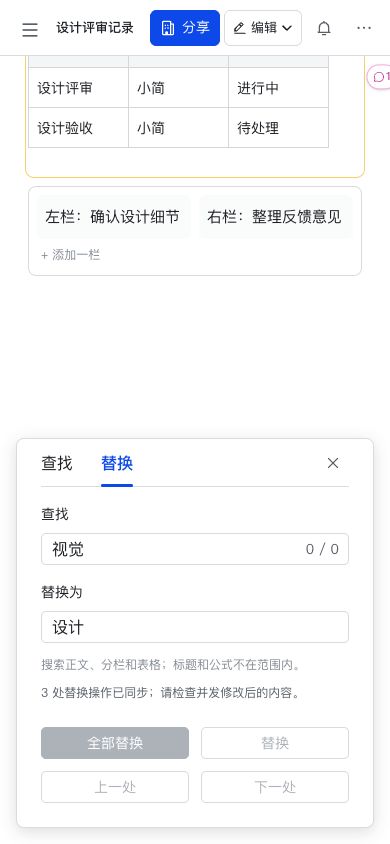 设计评审记录 分享 编辑
设计评审 小简 进行中
1
设计验收 小简 待处理
左栏：确认设计细节 右栏：整理反馈意见
+ 添加一栏
查找 替换
查找
视觉 0 / 0
替换为
设计
搜索正文、分栏和表格；标题和公式不在范围内。
3 处替换操作已同步；请检查并发修改后的内容。
全部替换 替换
上一处 下一处